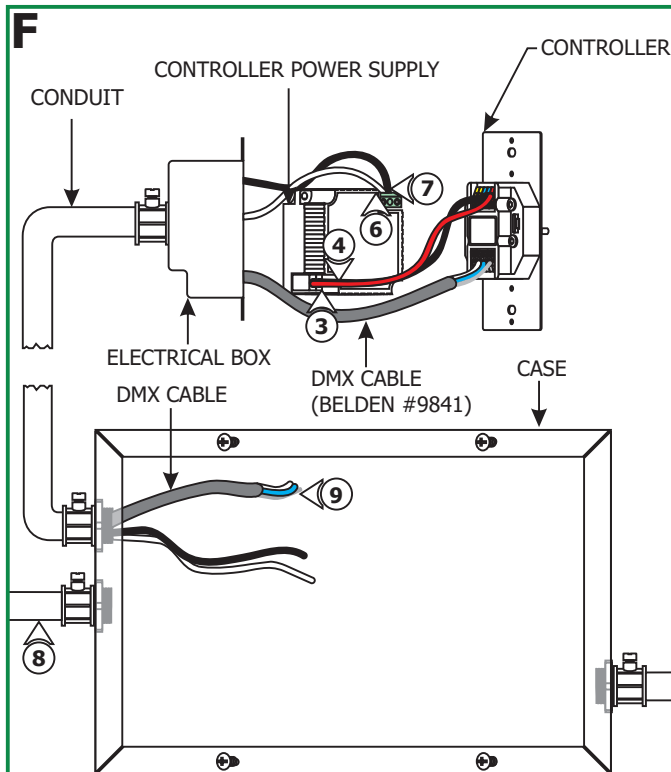 F
CONTROLLER
CONTROLLER POWER SUPPLY
CONDUIT
7
6
4
3
ELECTRICAL BOX
DMX CABLE
(BELDEN #9841)
CASE
DMX CABLE
9
8